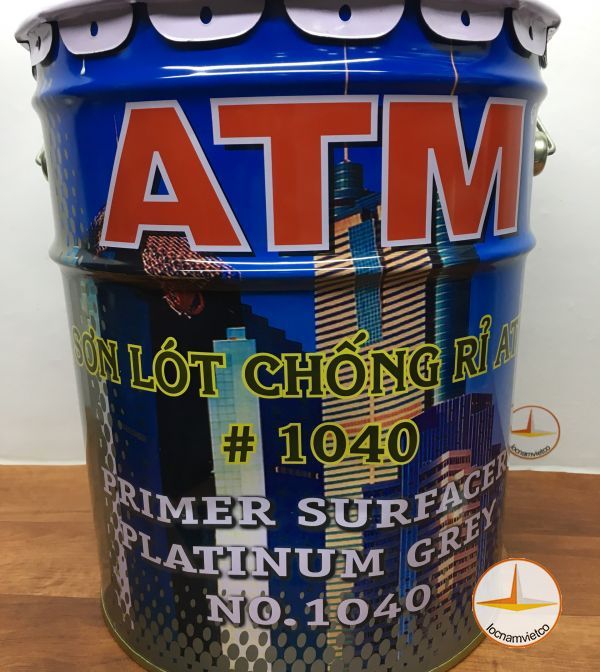 ATM
SƠN LÓT CHỐNG RỈ AT
# 1040
locnamvietco
PRIMER SURFACER
PLATINUM GREY
NO.1040
locnamvietco